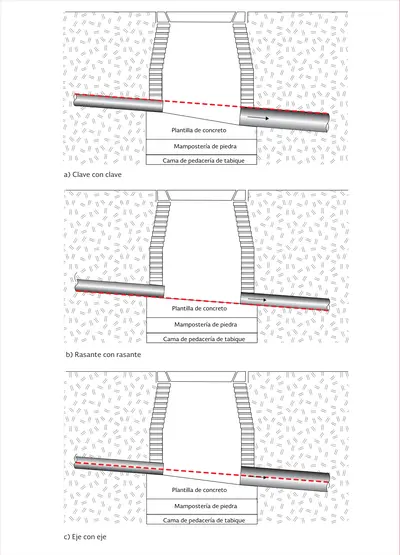 Plantilla de concreto
Mampostería de piedra
Cama de pedacería de tabique
a) Clave con clave
Plantilla de concreto
Mampostería de piedra
Cama de pedacería de tabique
b) Rasante con rasante
Plantilla de concreto
Mampostería de piedra
Cama de pedacería de tabique
c) Eje con eje